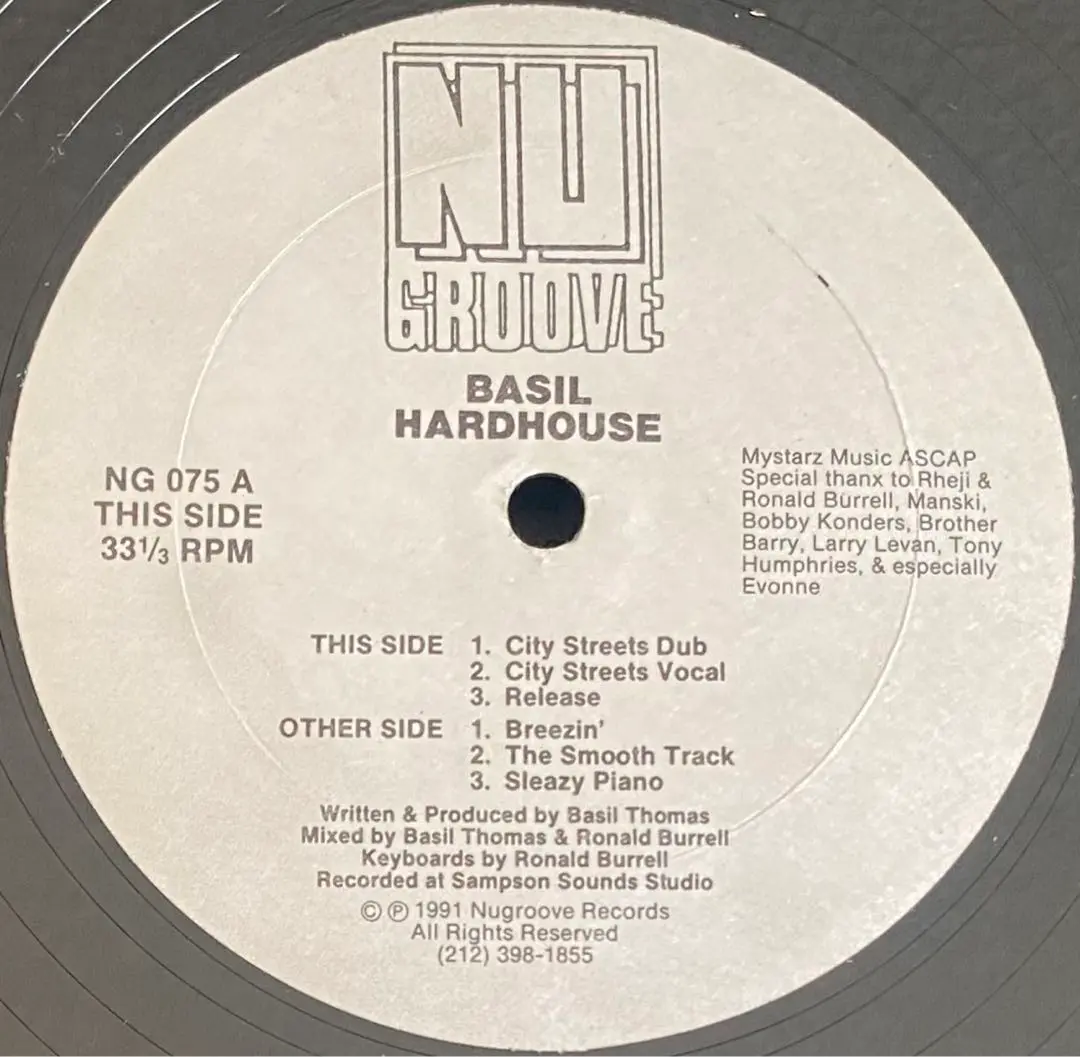 NU
GROOVE
BASIL
HARDHOUSE
NG 075 A
THIS SIDE
33 1/3 RPM
Mystarz Music ASCAP
Special thanx to Rheji &
Ronald Burrell, Manski,
Bobby Konders, Brother
Barry, Larry Levan, Tony
Humphries, & especially
Evonne
THIS SIDE 1. City Streets Dub
2. City Streets Vocal
3. Release
OTHER SIDE 1. Breezin'
2. The Smooth Track
3. Sleazy Piano
Written & Produced by Basil Thomas
Mixed by Basil Thomas & Ronald Burrell
Keyboards by Ronald Burrell
Recorded at Sampson Sounds Studio
© ℗ 1991 Nugroove Records
All Rights Reserved
(212) 398-1855